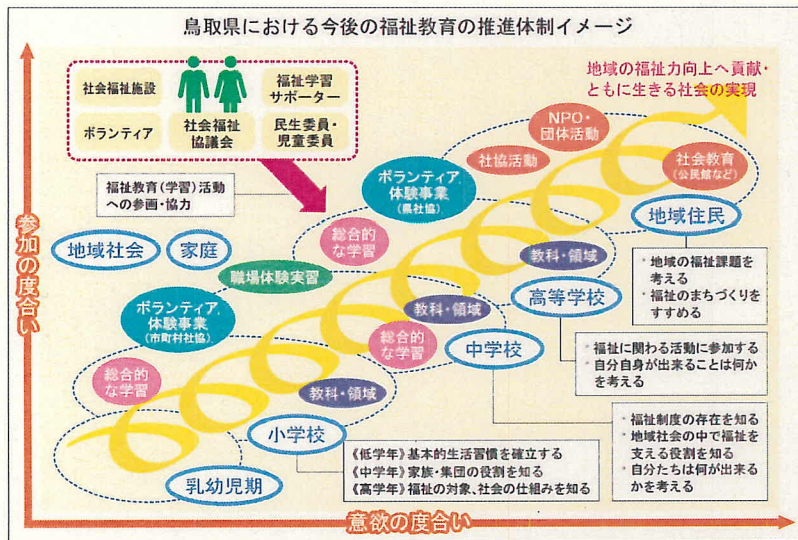 鳥取県における今後の福祉教育の推進体制イメージ
社会福祉施設
福祉学習
サポーター
ボランティア
社会福祉
協議会
民生委員・
児童委員
地域の福祉力向上へ貢献・
ともに生きる社会の実現
NPO・
団体活動
社協活動
社会教育
(公民館など)
ボランティア
体験事業
(県社協)
福祉教育(学習)活動
への参画・協力
地域住民
総合的
な学習
地域社会
家庭
教科・領域
・地域の福祉課題を
考える
・福祉のまちづくりを
すすめる
職場体験実習
高等学校
ボランティア
体験事業
(市町村社協)
教科・領域
総合的
な学習
中学校
・福祉に関わる活動に参加する
・自分自身が出来ることは何か
を考える
総合的
な学習
教科・領域
小学校
・福祉制度の存在を知る
・地域社会の中で福祉を
支える役割を知る
・自分たちは何が出来る
かを考える
《低学年》基本的生活習慣を確立する
《中学年》家族・集団の役割を知る
《高学年》福祉の対象、社会の仕組みを知る
乳幼児期
参加の度合い
意欲の度合い